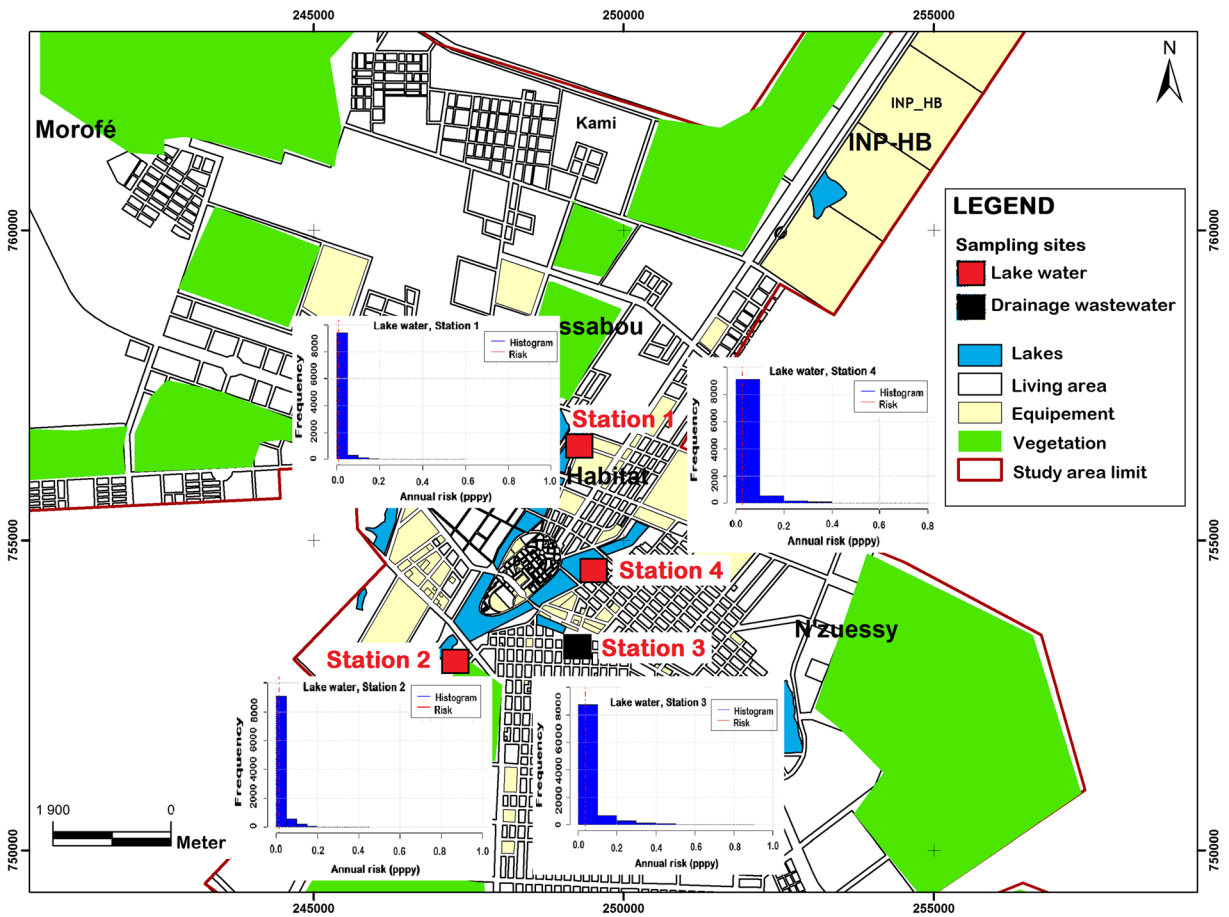 245000
250000
255000
N
INP_HB
Kami
Morofé
INP-HB
LEGEND
Sampling sites
Lake water
Drainage wastewater
Lakes
Living area
Equipement
Vegetation
Study area limit
760000
760000
ssabou
Lake water, Station 1
Histogram
Risk
Frequency
0 2000 4000 6000 8000
0.0 0.2 0.4 0.6 0.8 1.0
Annual risk (pppy)
Lake water, Station 4
Histogram
Risk
Frequency
0 2000 4000 6000 8000
0.0 0.2 0.4 0.6 0.8
Annual risk (pppy)
Station 1
Habitat
755000
755000
Station 4
N'zuessy
Station 3
Station 2
Lake water, Station 2
Histogram
Risk
Frequency
0 2000 4000 6000 8000
0.0 0.2 0.4 0.6 0.8 1.0
Annual risk (pppy)
Lake water, Station 3
Histogram
Risk
Frequency
0 2000 4000 6000 8000
0.0 0.2 0.4 0.6 0.8 1.0
Annual risk (pppy)
1 900 0
Meter
750000
750000
245000
250000
255000